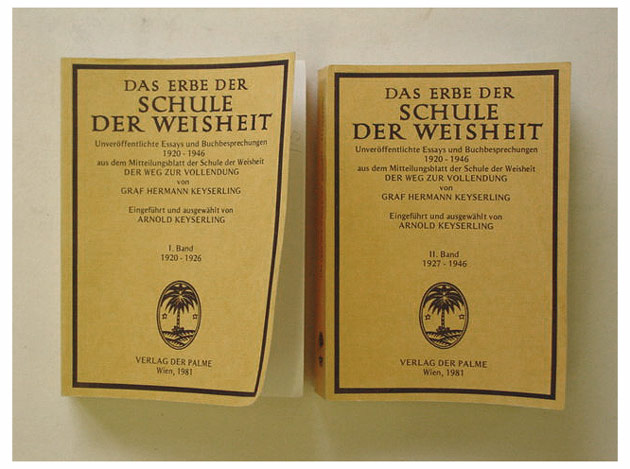 DAS ERBE DER
SCHULE
DER WEISHEIT
Unveröffentlichte Essays und Buchbesprechungen
1920 - 1946
aus dem Mitteilungsblatt der Schule der Weisheit
DER WEG ZUR VOLLENDUNG
von
GRAF HERMANN KEYSERLING
Eingeführt und ausgewählt von
ARNOLD KEYSERLING
I. Band
1920 - 1926
VERLAG DER PALME
Wien, 1981
DAS ERBE DER
SCHULE
DER WEISHEIT
Unveröffentlichte Essays und Buchbesprechungen
1920 - 1946
aus dem Mitteilungsblatt der Schule der Weisheit
DER WEG ZUR VOLLENDUNG
von
GRAF HERMANN KEYSERLING
Eingeführt und ausgewählt von
ARNOLD KEYSERLING
II. Band
1927 - 1946
VERLAG DER PALME
Wien, 1981